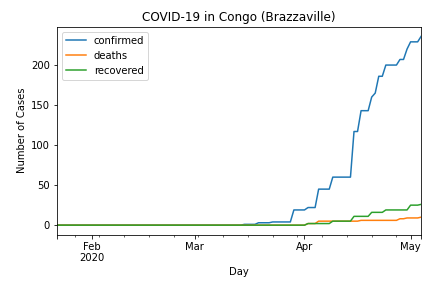 COVID-19 in Congo (Brazzaville)
confirmed
deaths
recovered
Number of Cases
200
150
100
50
0
Feb
2020
Mar
Apr
May
Day